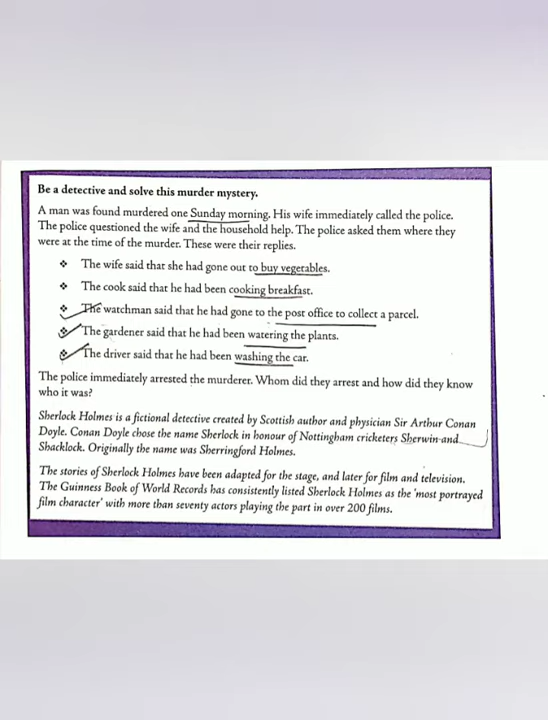 Be a detective and solve this murder mystery.
A man was found murdered one Sunday morning. His wife immediately called the police.
The police questioned the wife and the household help. The police asked them where they
were at the time of the murder. These were their replies.
❖ The wife said that she had gone out to buy vegetables.
❖ The cook said that he had been cooking breakfast.
❖ The watchman said that he had gone to the post office to collect a parcel.
❖ The gardener said that he had been watering the plants.
❖ The driver said that he had been washing the car.
The police immediately arrested the murderer. Whom did they arrest and how did they know
who it was?
Sherlock Holmes is a fictional detective created by Scottish author and physician Sir Arthur Conan
Doyle. Conan Doyle chose the name Sherlock in honour of Nottingham cricketers Sherwin and
Shacklock. Originally the name was Sherringford Holmes.
The stories of Sherlock Holmes have been adapted for the stage, and later for film and television.
The Guinness Book of World Records has consistently listed Sherlock Holmes as the 'most portrayed
film character' with more than seventy actors playing the part in over 200 films.